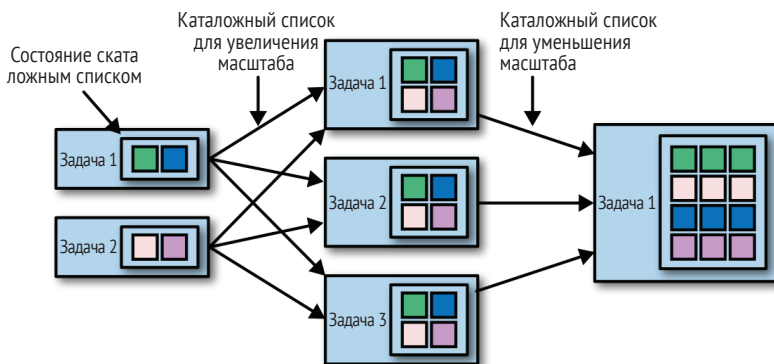 Состояние ската
ложным списком
Каталожный список
для увеличения
масштаба
Каталожный список
для уменьшения
масштаба
Задача 1
Задача 2
Задача 1
Задача 2
Задача 3
Задача 1